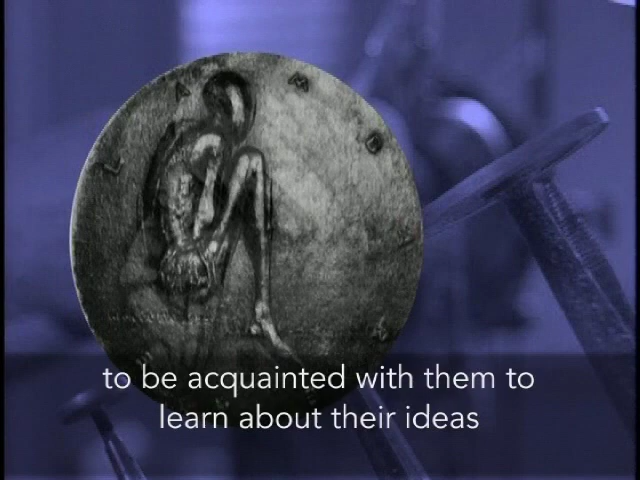 to be acquainted with them to
learn about their ideas